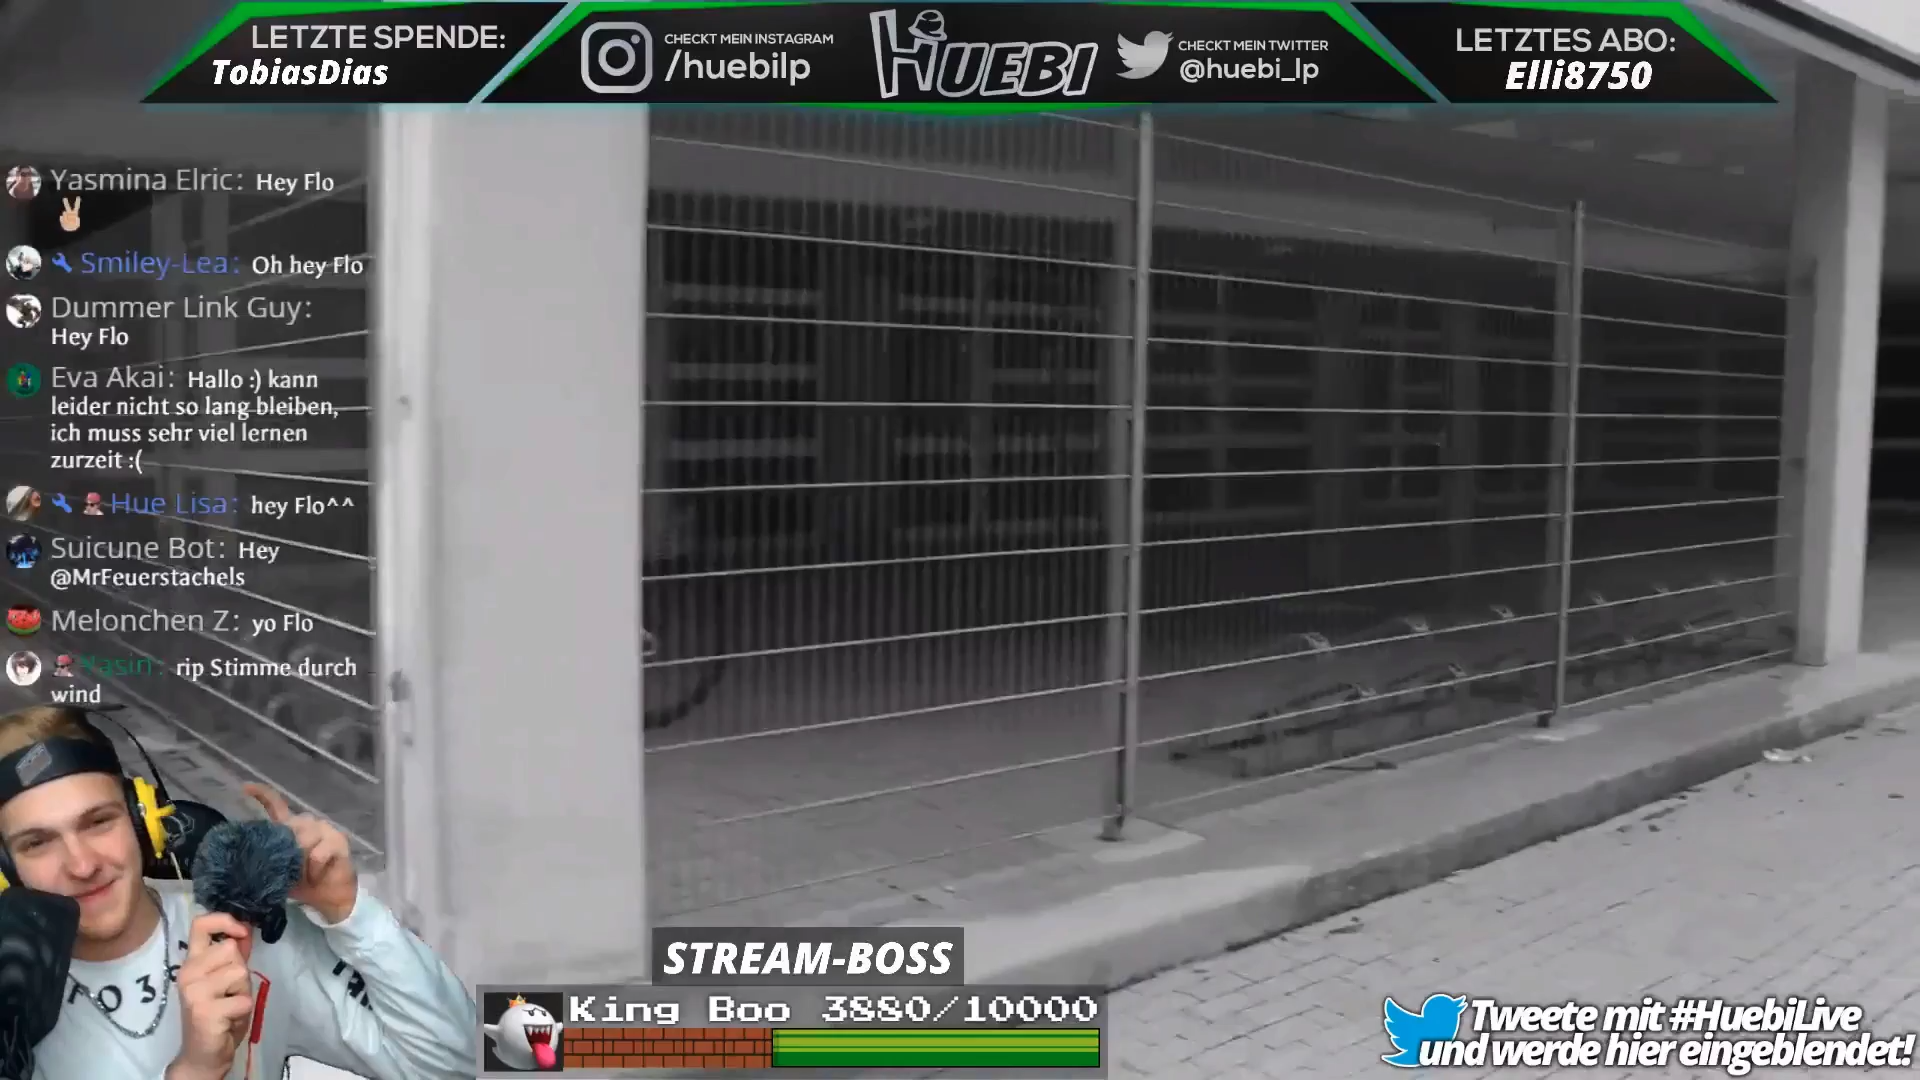 LETZTE SPENDE:
TobiasDias
CHECKT MEIN INSTAGRAM
/huebilp
HUEBI
CHECKT MEIN TWITTER
@huebi_lp
LETZTES ABO:
Elli8750
Yasmina Elric: Hey Flo
✌🏼
Smiley-Lea: Oh hey Flo
Dummer Link Guy:
Hey Flo
Eva Akai: Hallo :) kann
leider nicht so lang bleiben,
ich muss sehr viel lernen
zurzeit :(
Hue Lisa: hey Flo^^
Suicune Bot: Hey
@MrFeuerstachels
Melonchen Z: yo Flo
Yasin: rip Stimme durch
wind
STREAM-BOSS
King Boo 3880/10000
Tweete mit #HuebiLive
und werde hier eingeblendet!